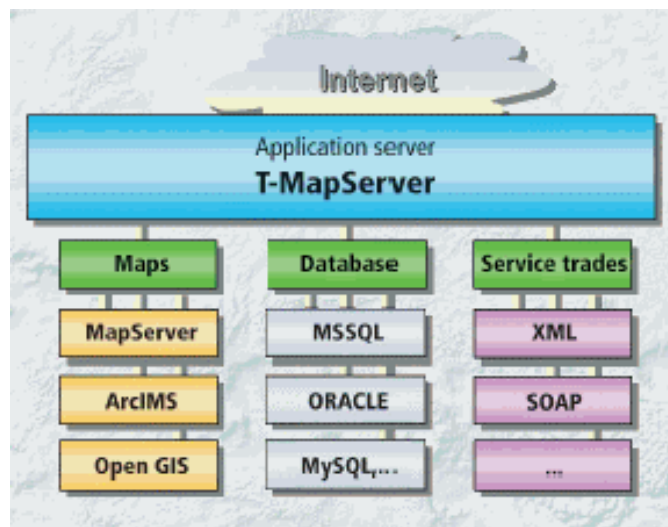 Internet
Application server
T-MapServer
Maps
Database
Service trades
MapServer
MSSQL
XML
ArcIMS
ORACLE
SOAP
Open GIS
MySQL,...
...